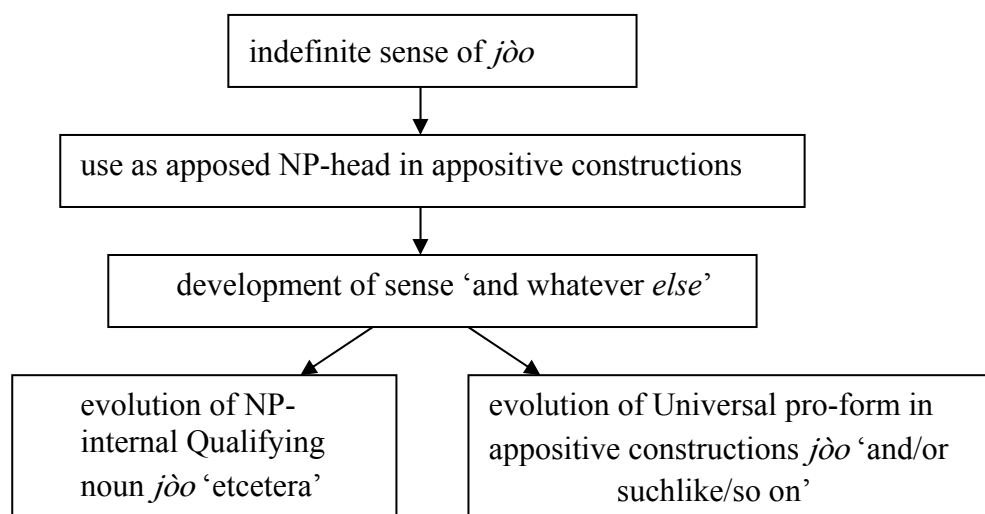 indefinite sense of jòo
use as apposed NP-head in appositive constructions
development of sense ‘and whatever else’
evolution of NP-
internal Qualifying
noun jòo ‘etcetera’
evolution of Universal pro-form in
appositive constructions jòo ‘and/or
suchlike/so on’